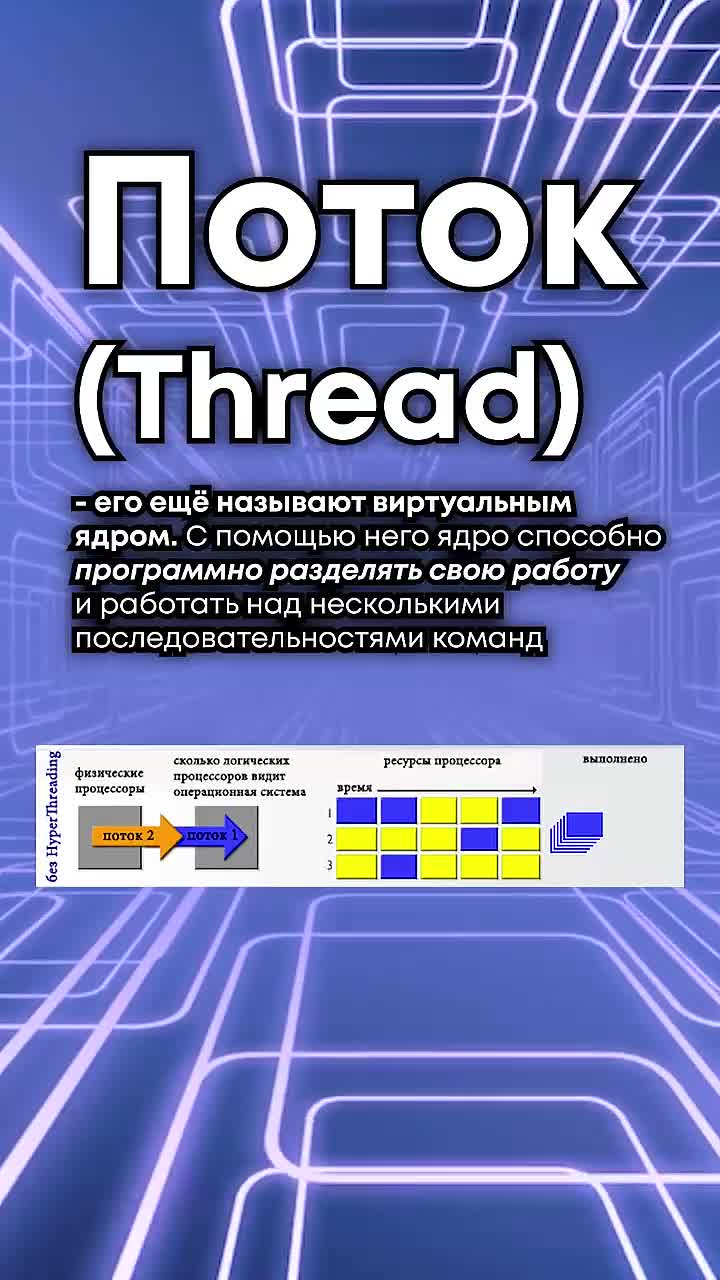 Поток
(Thread)
- его ещё называют виртуальным
ядром. С помощью него ядро способно
программно разделять свою работу
и работать над несколькими
последовательностями команд
без HyperThreading
физические
процессоры
сколько логических
процессоров видит
операционная система
ресурсы процессора
выполнено
время
поток 2
поток 1
1
2
3